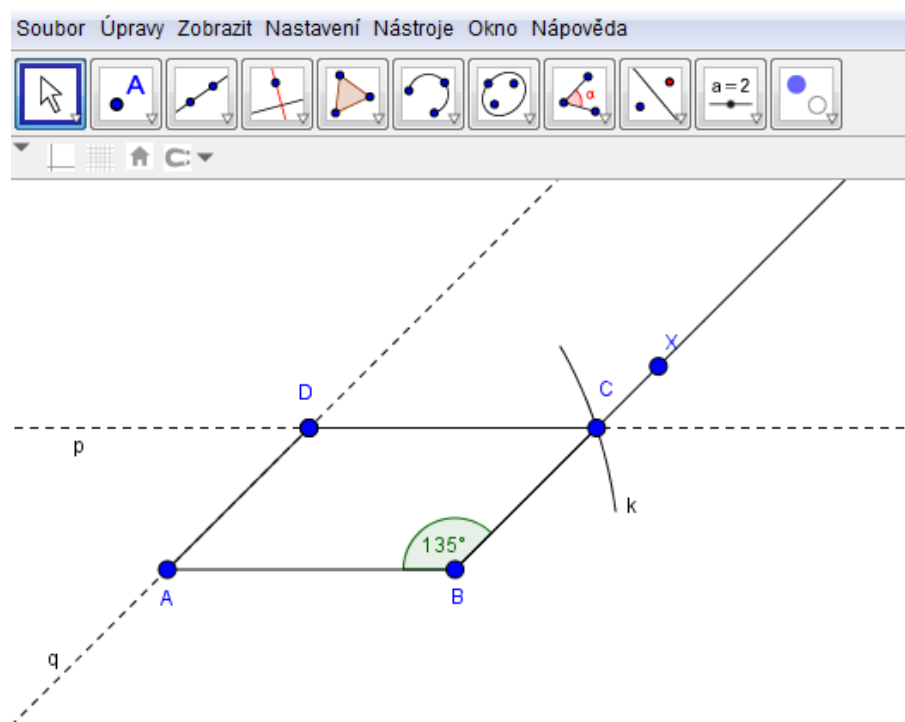 Soubor Úpravy Zobrazit Nastavení Nástroje Okno Nápověda
A α a = 2
X
D C
p
k
135°
A B
q